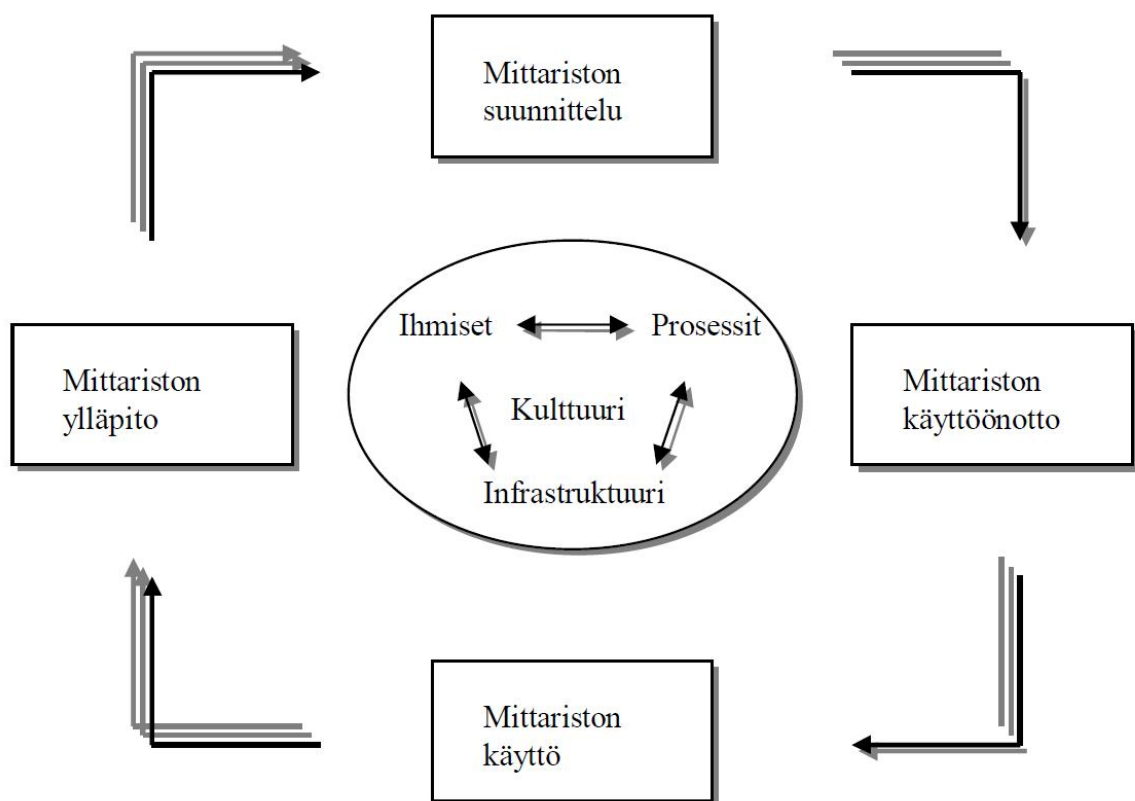 Mittariston
suunnittelu
Ihmiset
Prosessit
Mittariston
ylläpito
Kulttuuri
Mittariston
käyttöönotto
Infrastruktuuri
Mittariston
käyttö